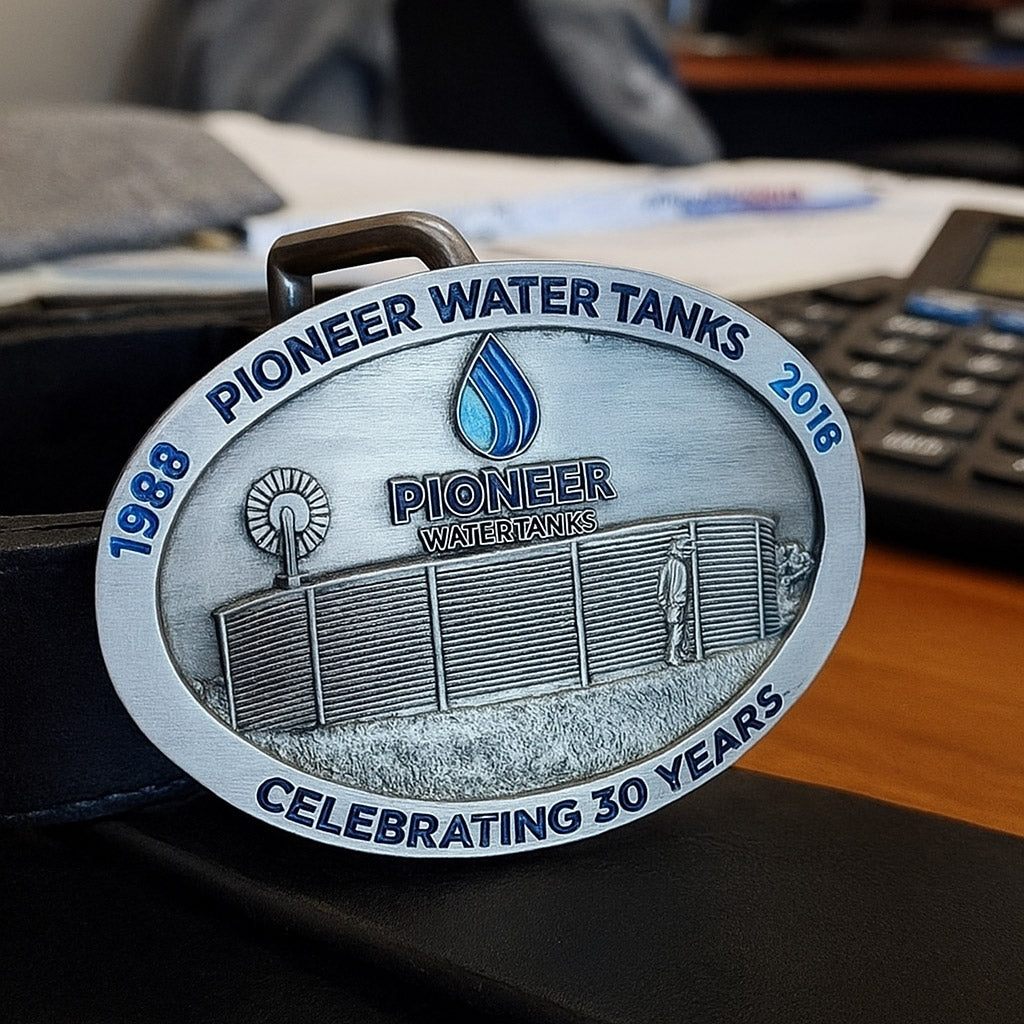 PIONEER WATER TANKS
1988
2018
PIONEER
WATERTANKS
CELEBRATING 30 YEARS